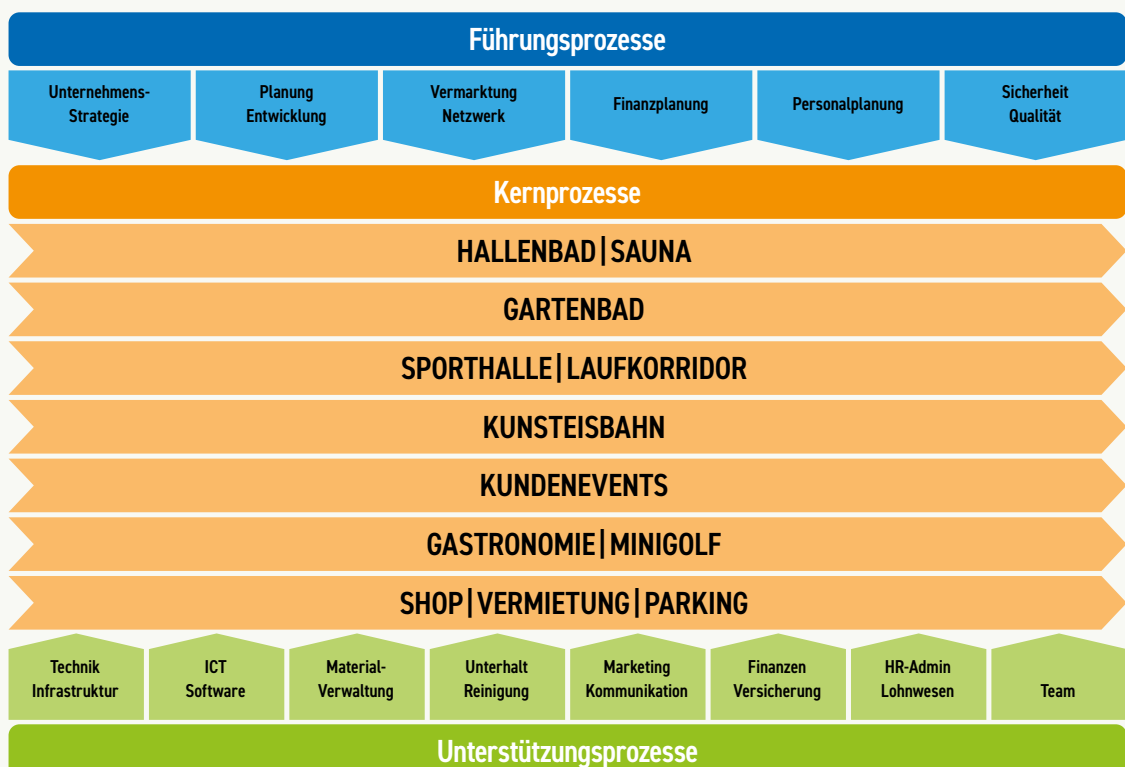 Führungsprozesse
Unternehmens-
Strategie
Planung
Entwicklung
Vermarktung
Netzwerk
Finanzplanung
Personalplanung
Sicherheit
Qualität
Kernprozesse
HALLENBAD|SAUNA
GARTENBAD
SPORTHALLE|LAUFKORRIDOR
KUNSTEISBAHN
KUNDENEVENTS
GASTRONOMIE|MINIGOLF
SHOP|VERMIETUNG|PARKING
Technik
Infrastruktur
ICT
Software
Material-
Verwaltung
Unterhalt
Reinigung
Marketing
Kommunikation
Finanzen
Versicherung
HR-Admin
Lohnwesen
Team
Unterstützungsprozesse